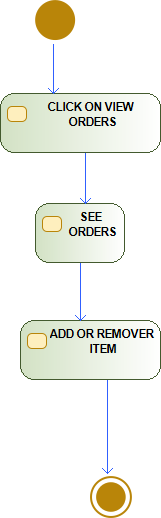 CLICK ON VIEW
ORDERS
SEE
ORDERS
ADD OR REMOVER
ITEM